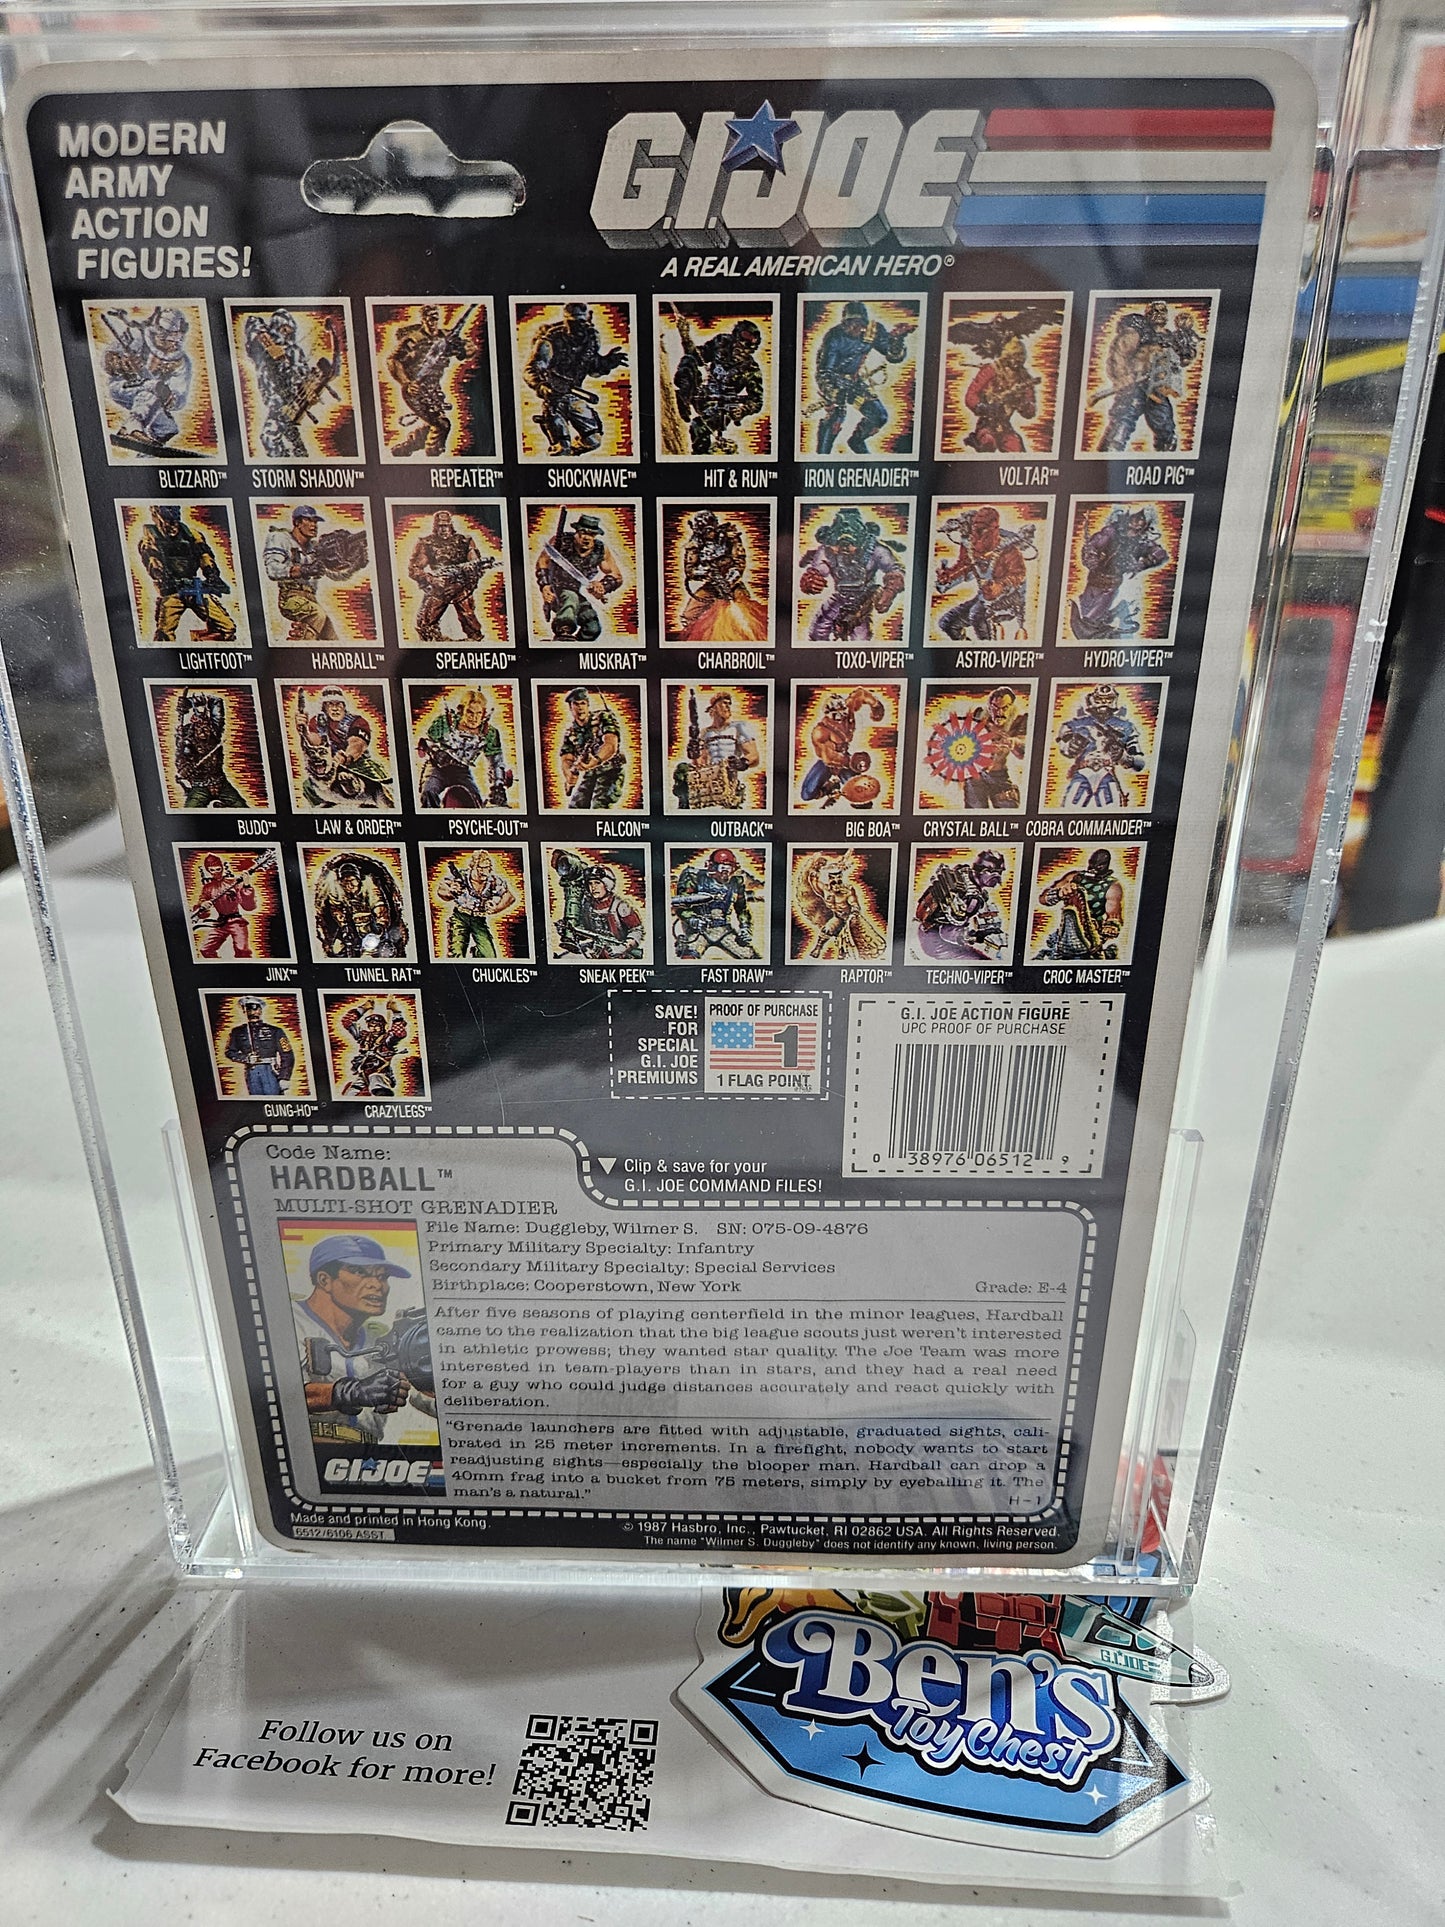 MODERN
ARMY
ACTION
FIGURES!
G.I.JOE
A REAL AMERICAN HERO®
BLIZZARD™ STORM SHADOW™ REPEATER™ SHOCKWAVE™ HIT & RUN™ IRON GRENADIER™ VOLTAR™ ROAD PIG™
LIGHTFOOT™ HARDBALL™ SPEARHEAD™ MUSKRAT™ CHARBROIL™ TOXO-VIPER™ ASTRO-VIPER™ HYDRO-VIPER™
BUDO™ LAW & ORDER™ PSYCHE-OUT™ FALCON™ OUTBACK™ BIG BOA™ CRYSTAL BALL™ COBRA COMMANDER™
JINX™ TUNNEL RAT™ CHUCKLES™ SNEAK PEEK™ FAST DRAW™ RAPTOR™ TECHNO-VIPER™ CROC MASTER™
GUNG-HO™ CRAZYLEGS™
SAVE!
FOR
SPECIAL
G.I. JOE
PREMIUMS
PROOF OF PURCHASE
1
1 FLAG POINT
G.I. JOE ACTION FIGURE
UPC PROOF OF PURCHASE
0 38976 06512 9
▼ Clip & save for your
G.I. JOE COMMAND FILES!
Code Name:
HARDBALL™
MULTI-SHOT GRENADIER
File Name: Duggleby, Wilmer S. SN: 075-09-4876
Primary Military Specialty: Infantry
Secondary Military Specialty: Special Services
Birthplace: Cooperstown, New York Grade: E-4
After five seasons of playing centerfield in the minor leagues, Hardball
came to the realization that the big league scouts just weren't interested
in athletic prowess; they wanted star quality. The Joe Team was more
interested in team-players than in stars, and they had a real need
for a guy who could judge distances accurately and react quickly with
deliberation.
"Grenade launchers are fitted with adjustable, graduated sights, cali-
brated in 25 meter increments. In a firefight, nobody wants to start
readjusting sights—especially the blooper man. Hardball can drop a
40mm frag into a bucket from 75 meters, simply by eyeballing it. The
man's a natural."
H-1
GIJOE
Made and printed in Hong Kong.
6512/6106 ASST.
© 1987 Hasbro, Inc., Pawtucket, RI 02862 USA. All Rights Reserved.
The name "Wilmer S. Duggleby" does not identify any known, living person.
G.I.JOE
Ben's
Toy Chest
Follow us on
Facebook for more!